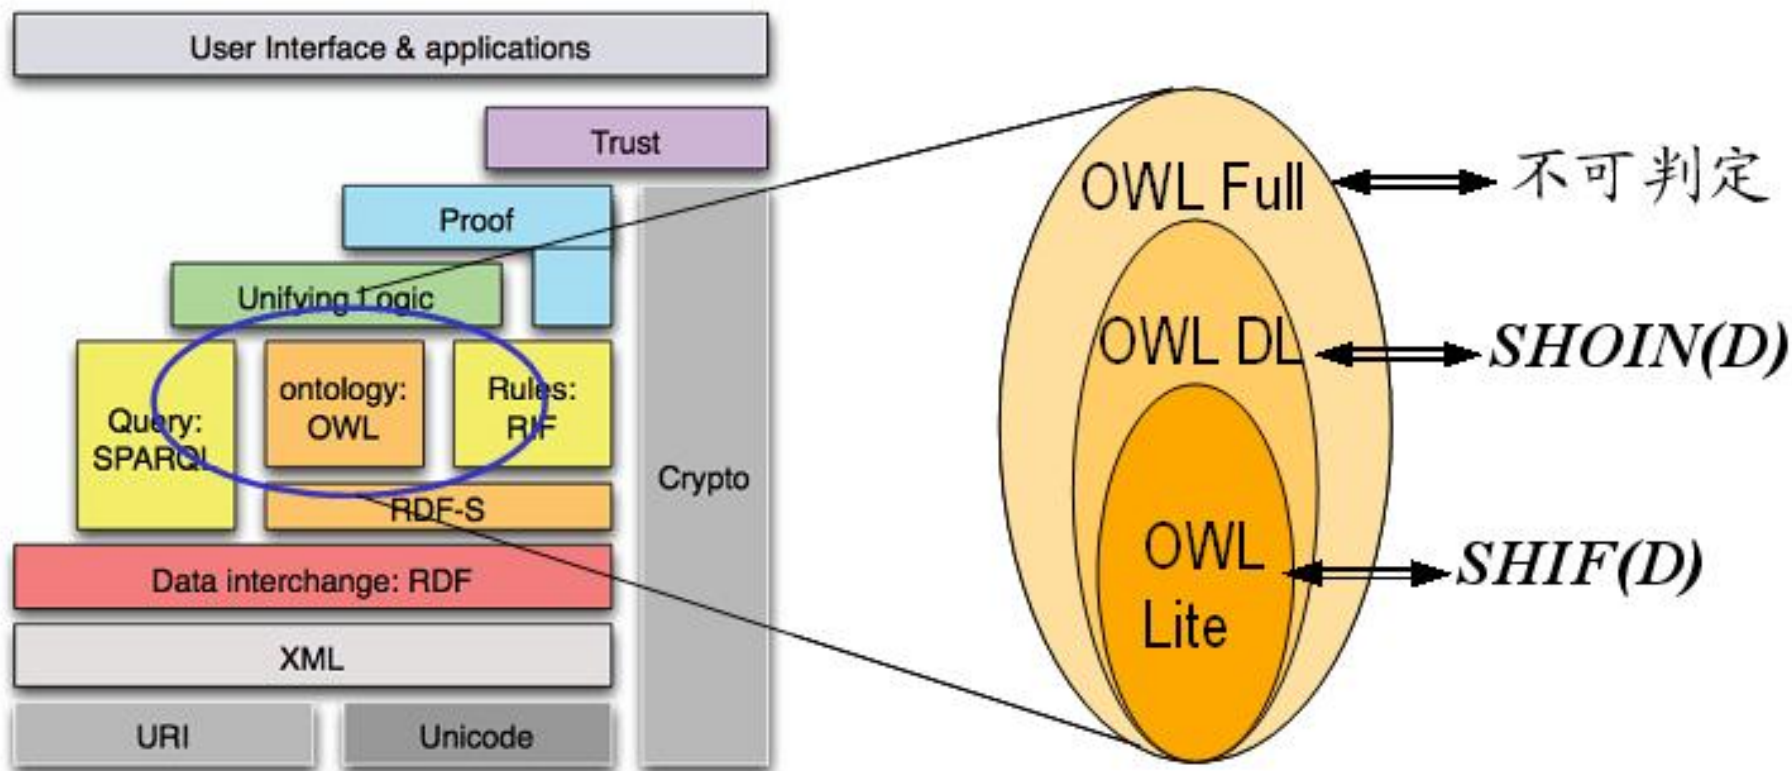 User Interface & applications
Trust
Proof
Unifying Logic
ontology:
OWL
Rules:
RIF
Query:
SPARQL
Crypto
RDF-S
Data interchange: RDF
XML
URI
Unicode
OWL Full
不可判定
OWL DL
SHOIN(D)
OWL
Lite
SHIF(D)